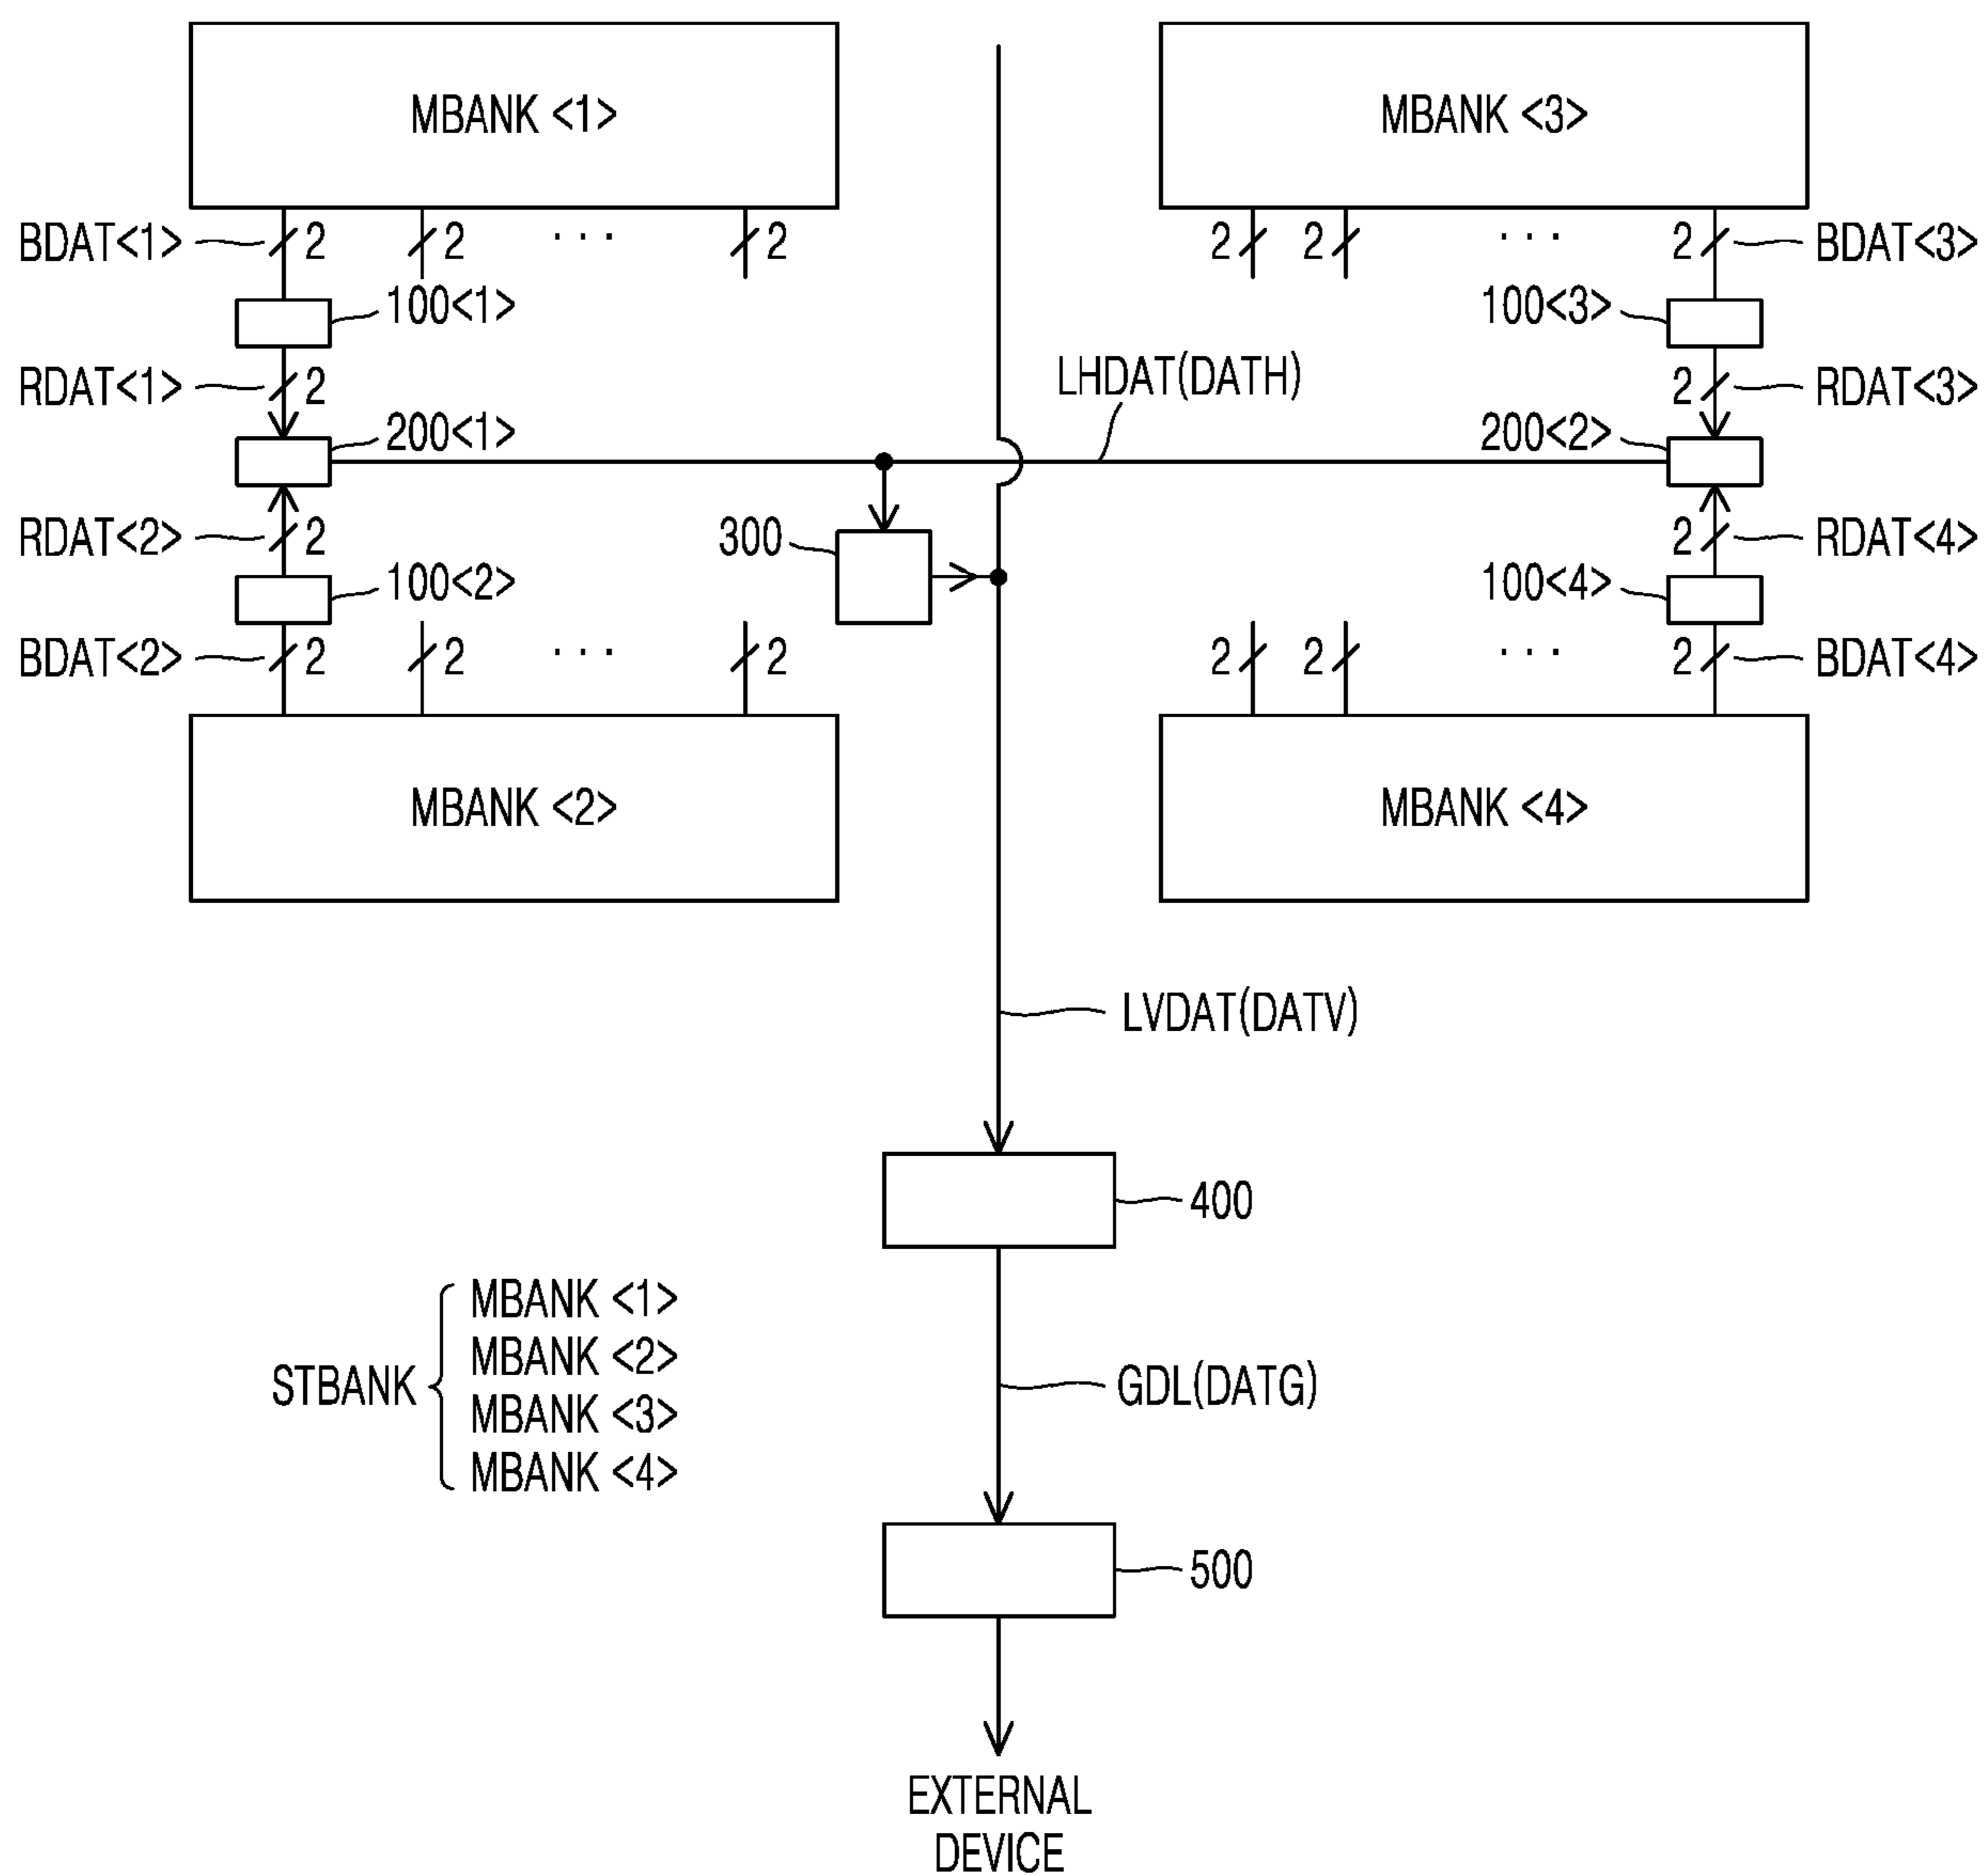 MBANK <1>
MBANK <3>
BDAT<1>
2
2
. . .
2
2
2
. . .
2
BDAT<3>
100<1>
100<3>
RDAT<1>
2
LHDAT(DATH)
2
RDAT<3>
200<1>
200<2>
RDAT<2>
2
300
2
RDAT<4>
100<2>
100<4>
BDAT<2>
2
2
. . .
2
2
2
. . .
2
BDAT<4>
MBANK <2>
MBANK <4>
LVDAT(DATV)
400
STBANK
MBANK <1>
MBANK <2>
MBANK <3>
MBANK <4>
GDL(DATG)
500
EXTERNAL
DEVICE